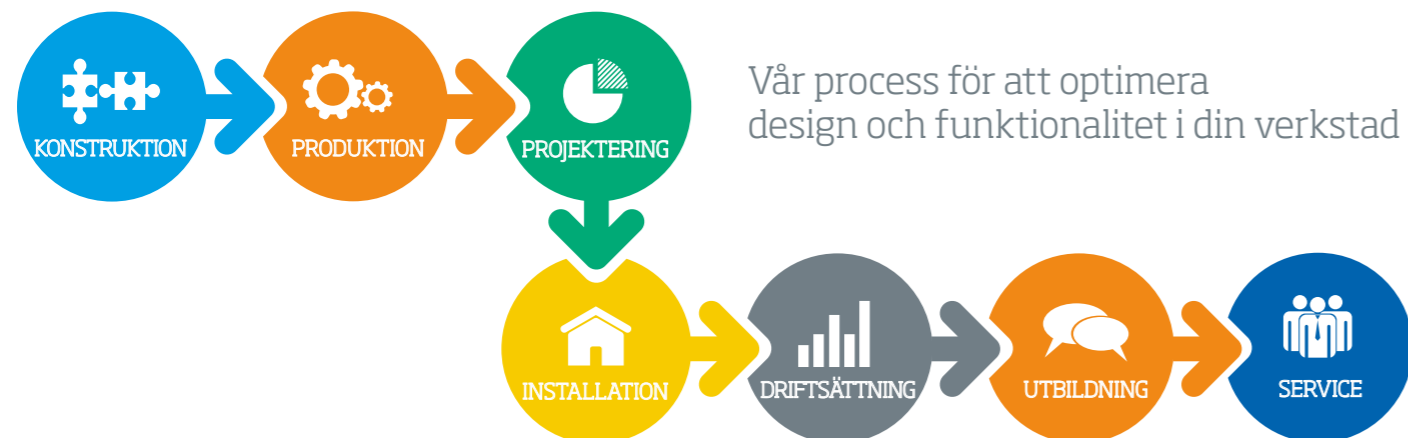 KONSTRUKTION
PRODUKTION
PROJEKTERING
Vår process för att optimera
design och funktionalitet i din verkstad
INSTALLATION
DRIFTSÄTTNING
UTBILDNING
SERVICE